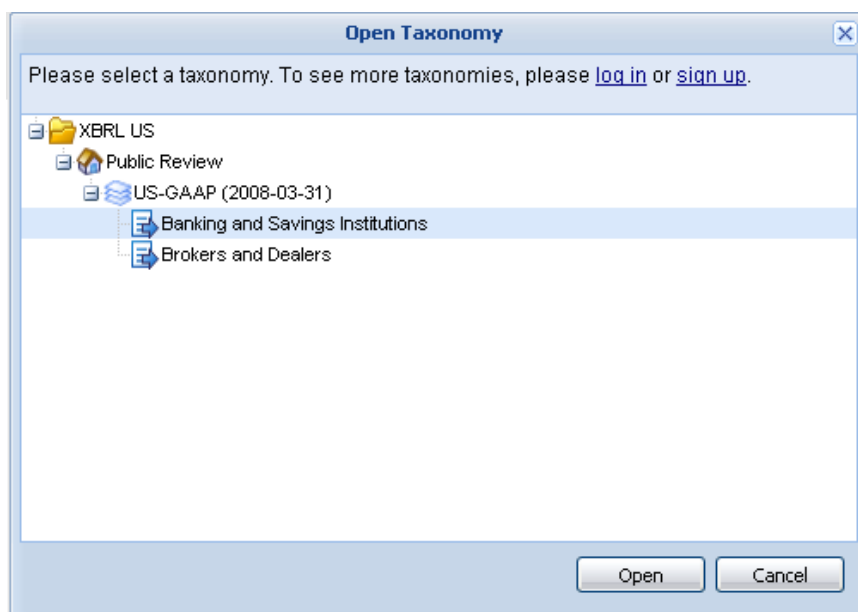 Open Taxonomy
Please select a taxonomy. To see more taxonomies, please log in or sign up.
XBRL US
Public Review
US-GAAP (2008-03-31)
Banking and Savings Institutions
Brokers and Dealers
Open Cancel